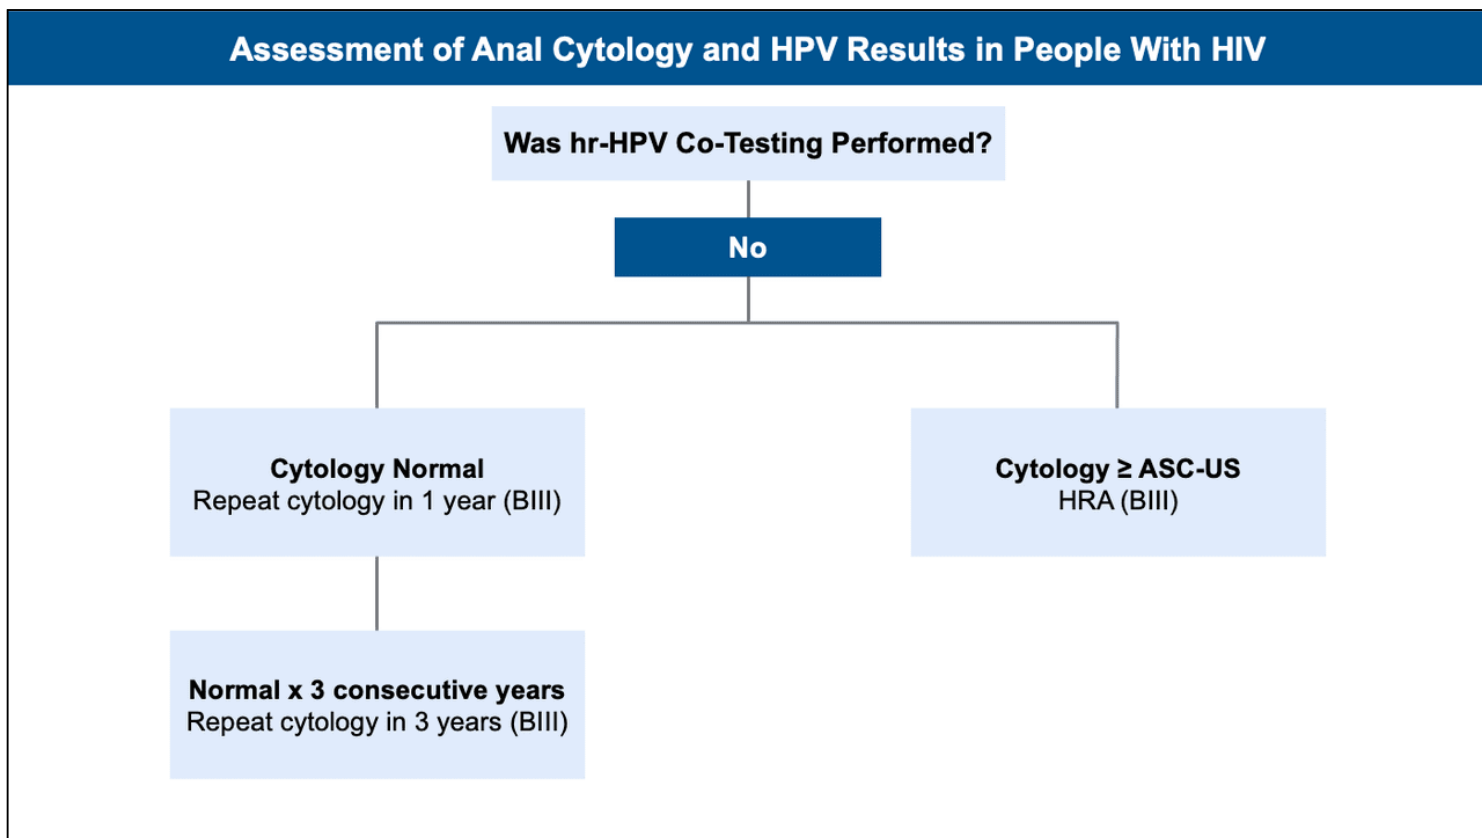 Assessment of Anal Cytology and HPV Results in People With HIV
Was hr-HPV Co-Testing Performed?
No
Cytology Normal
Repeat cytology in 1 year (BIII)
Cytology ≥ ASC-US
HRA (BIII)
Normal x 3 consecutive years
Repeat cytology in 3 years (BIII)